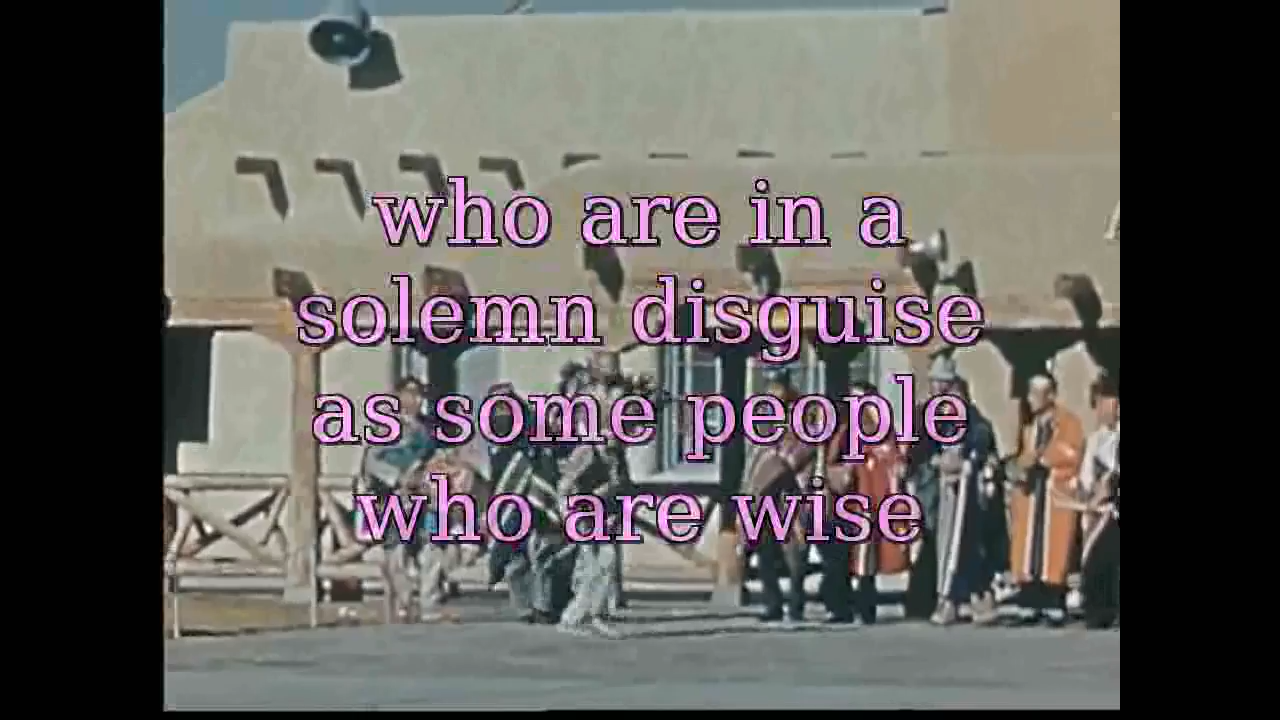 who are in a
solemn disguise
as some people
who are wise